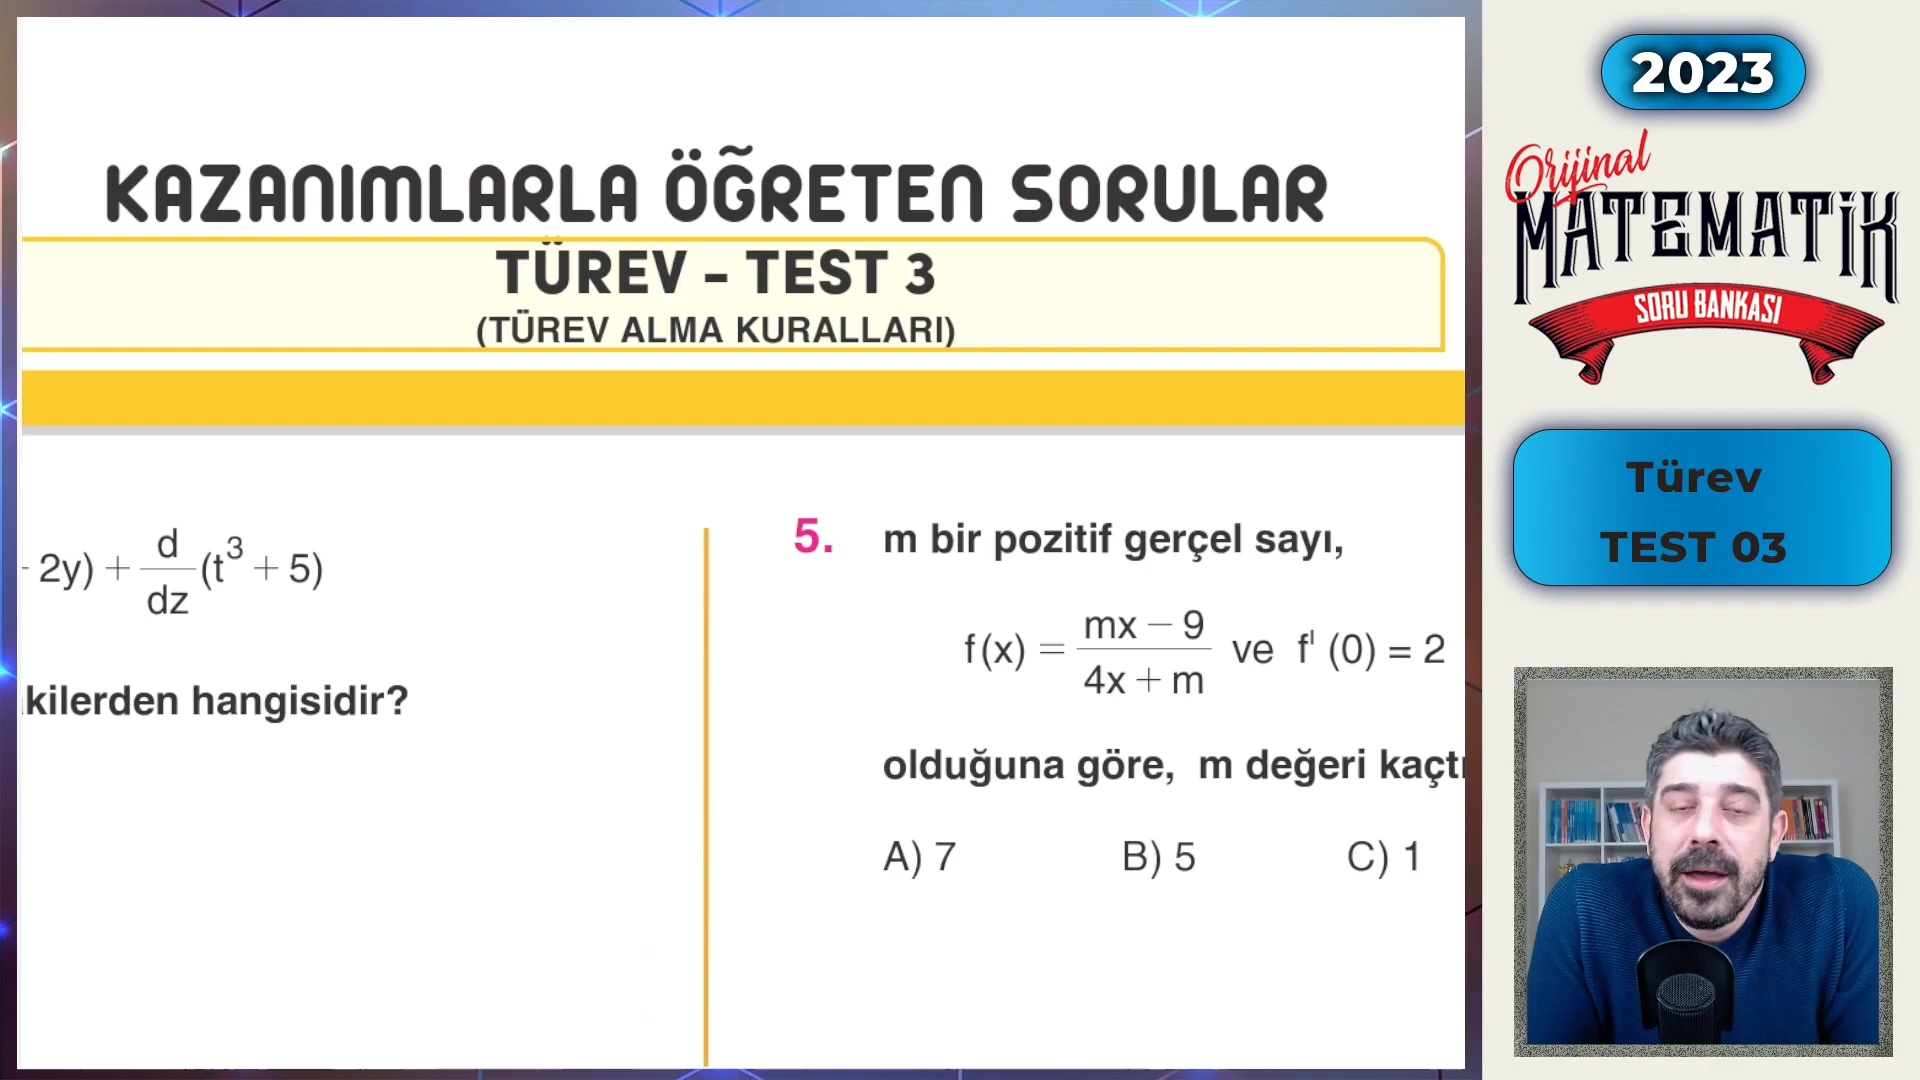 KAZANIMLARLA ÖĞRETEN SORULAR
TÜREV - TEST 3
(TÜREV ALMA KURALLARI)
2y) + d/dz (t³ + 5)
kilerden hangisidir?
5. m bir pozitif gerçel sayı,
f(x) = mx − 9 / 4x + m ve f' (0) = 2
olduğuna göre, m değeri kaçt
A) 7 B) 5 C) 1
2023
Orijinal
MATEMATİK
SORU BANKASI
Türev
TEST 03